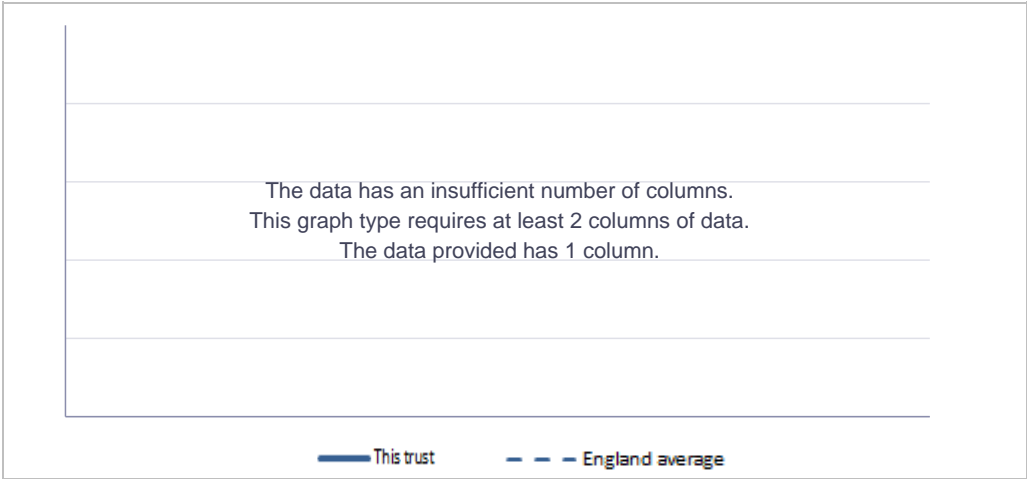 The data has an insufficient number of columns.
This graph type requires at least 2 columns of data.
The data provided has 1 column.
This trust England average